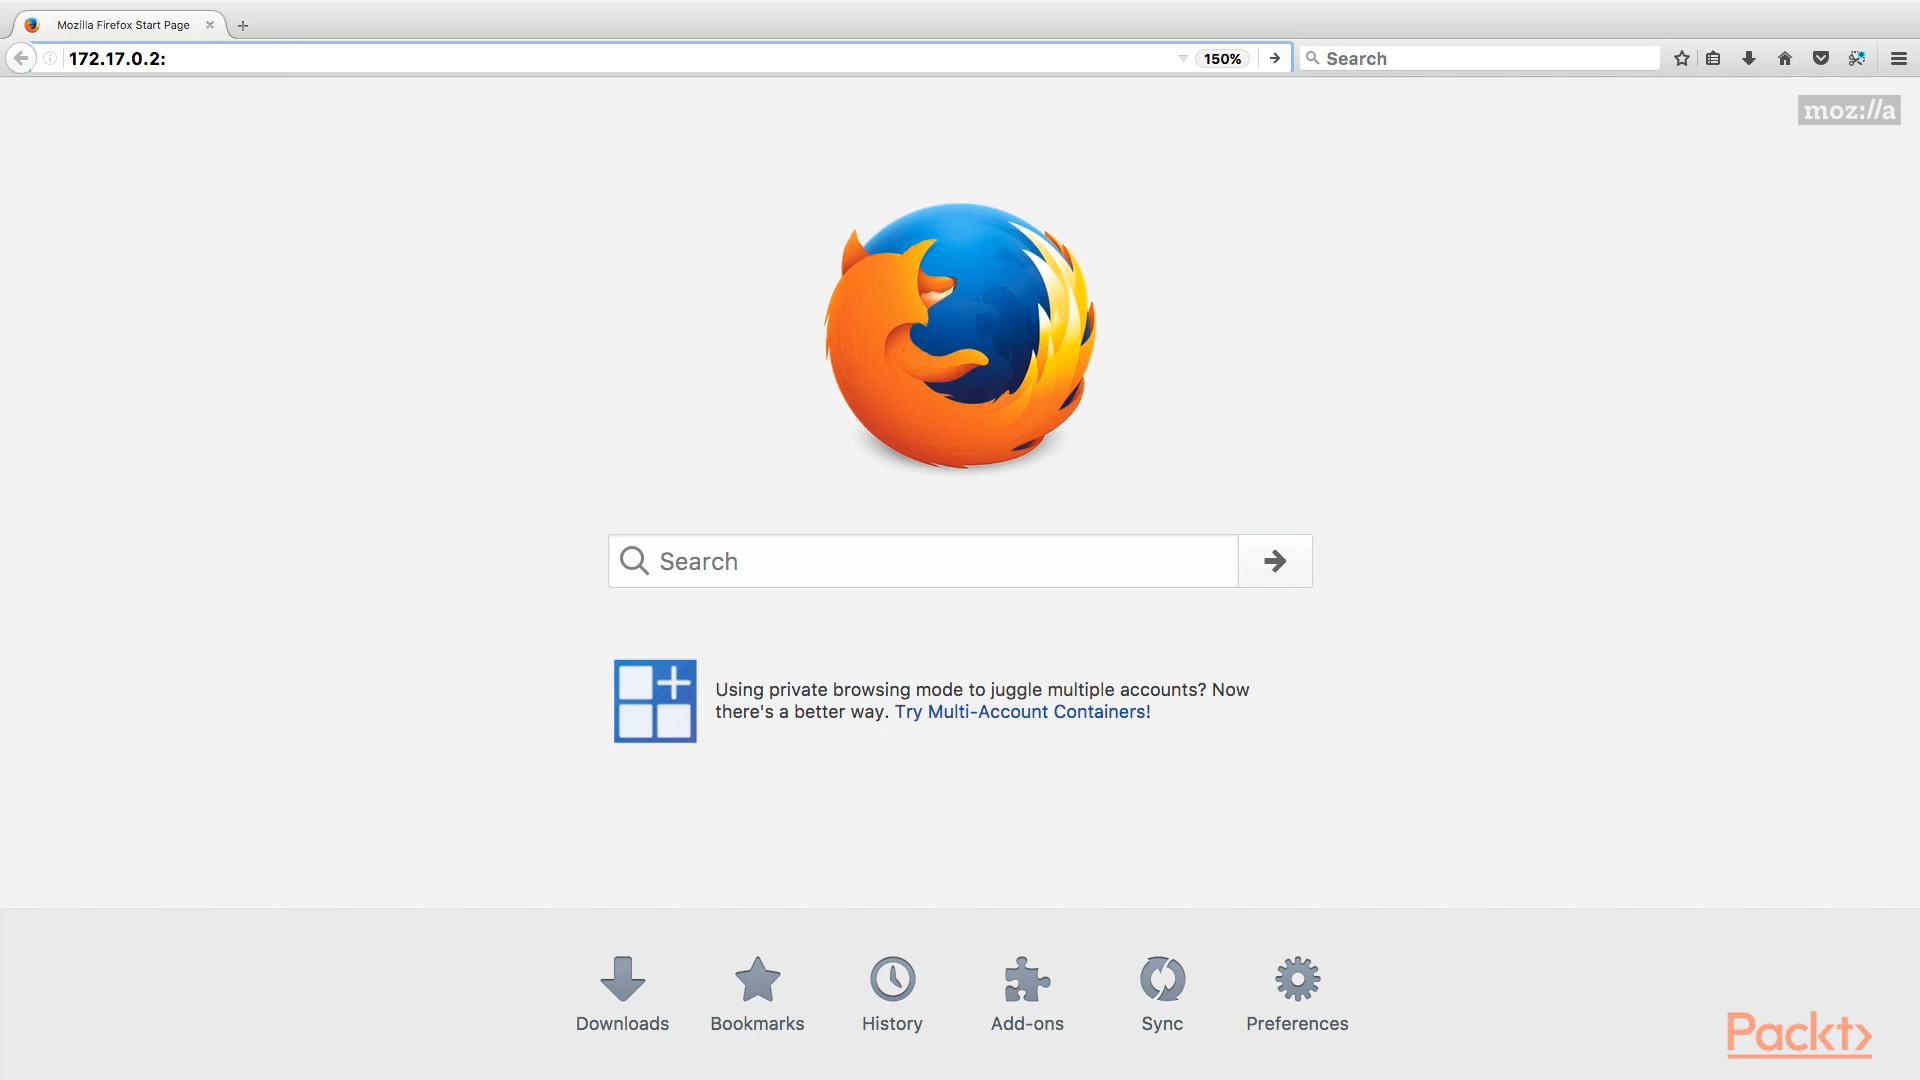 Mozilla Firefox Start Page
172.17.0.2:
150%
Search
moz://a
Search
Using private browsing mode to juggle multiple accounts? Now
there's a better way. Try Multi-Account Containers!
Downloads
Bookmarks
History
Add-ons
Sync
Preferences
Packt>